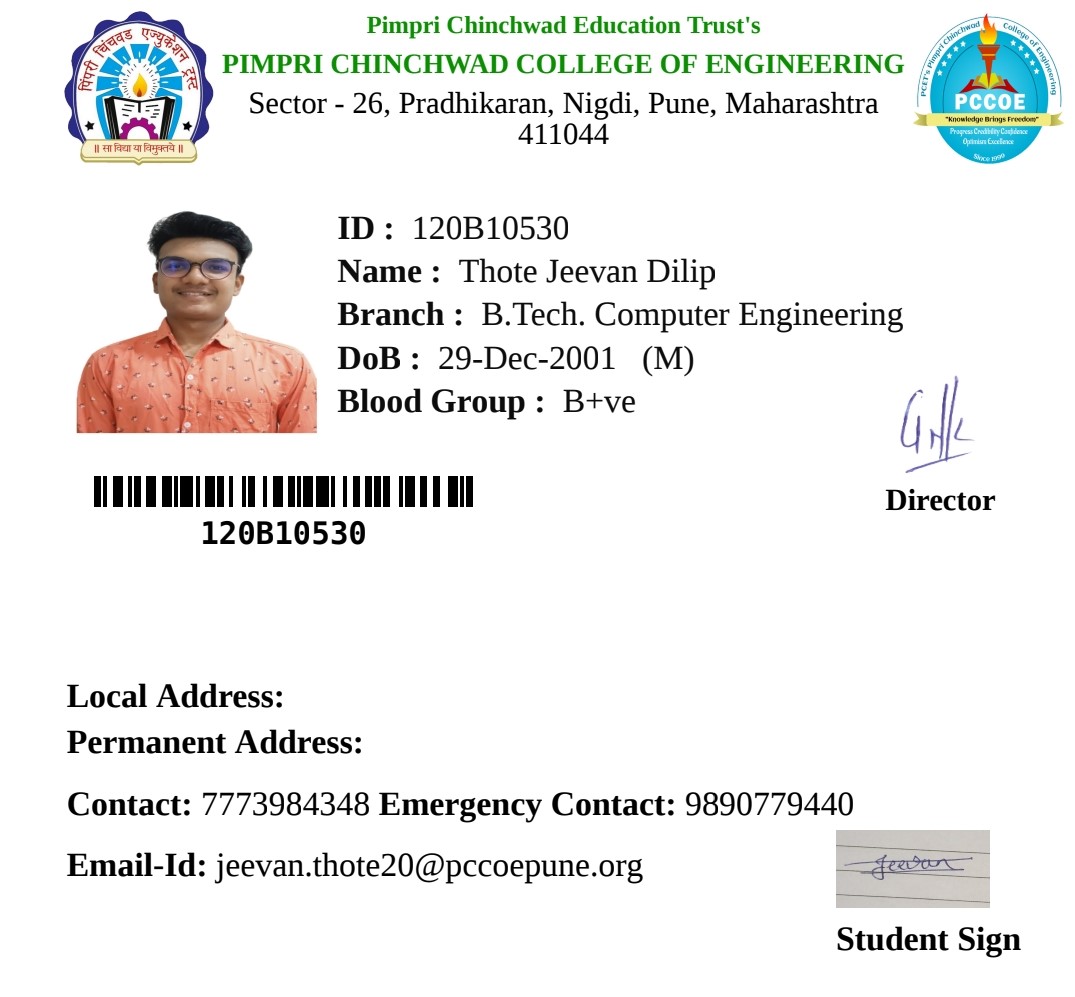 Pimpri Chinchwad Education Trust's
PIMPRI CHINCHWAD COLLEGE OF ENGINEERING
Sector - 26, Pradhikaran, Nigdi, Pune, Maharashtra
411044
पिंपरी चिंचवड एज्युकेशन ट्रस्ट
॥ सा विद्या या विमुक्तये ॥
PCET's Pimpri Chinchwad College of Engineering
PCCOE
"Knowledge Brings Freedom"
Progress Credibility Confidence
Optimism Excellence
Since 1999
ID : 120B10530
Name : Thote Jeevan Dilip
Branch : B.Tech. Computer Engineering
DoB : 29-Dec-2001 (M)
Blood Group : B+ve
Director
120B10530
Local Address:
Permanent Address:
Contact: 7773984348 Emergency Contact: 9890779440
Email-Id: jeevan.thote20@pccoepune.org
Jeevan
Student Sign